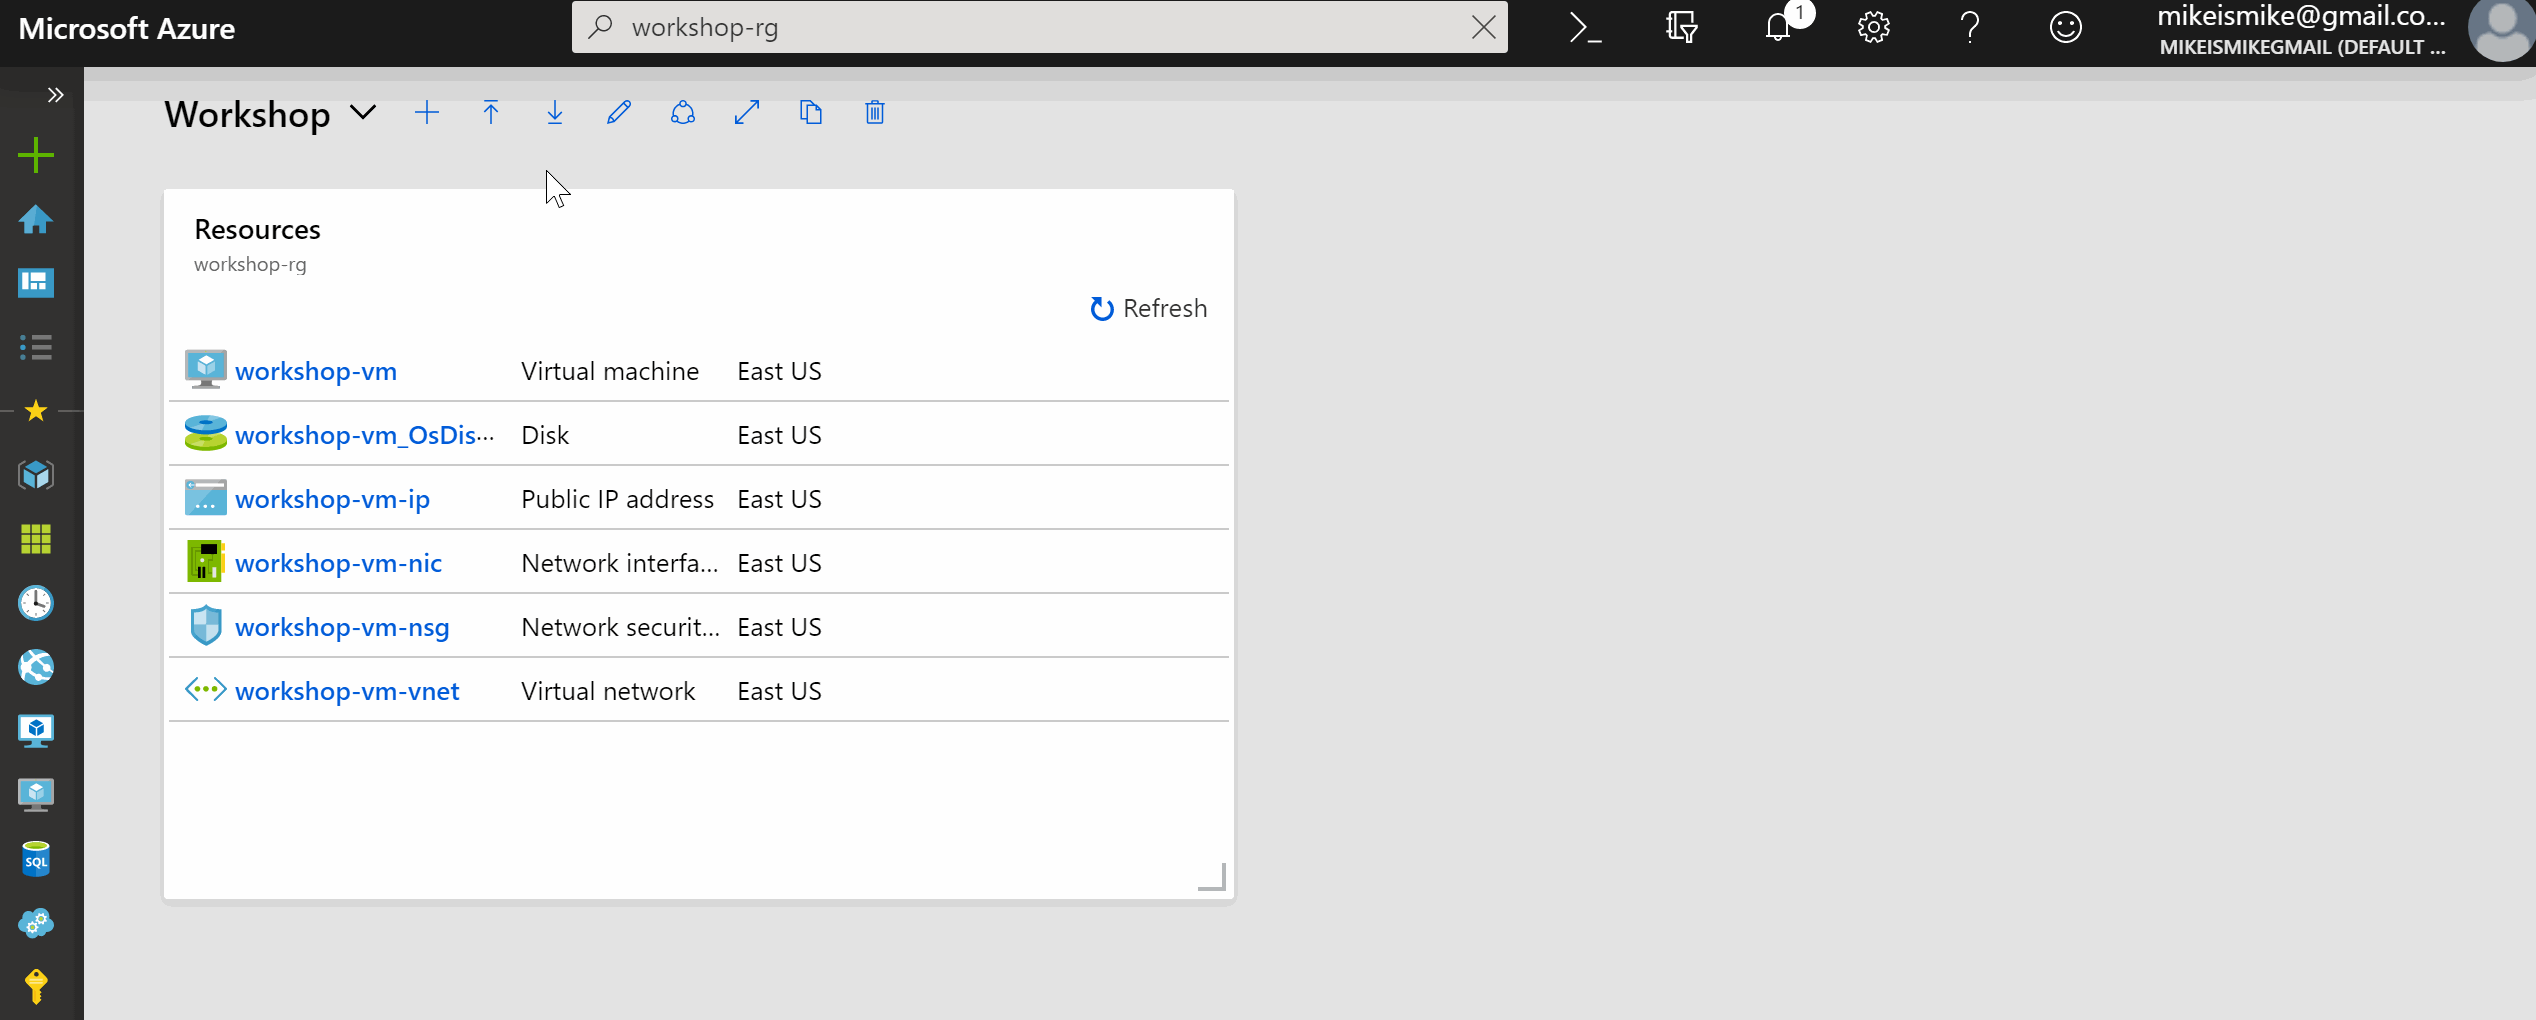 Microsoft Azure
workshop-rg
1
mikeismike@gmail.co...
MIKEISMIKEGMAIL (DEFAULT ...
Workshop
Resources
workshop-rg
Refresh
workshop-vm Virtual machine East US
workshop-vm_OsDis... Disk East US
workshop-vm-ip Public IP address East US
workshop-vm-nic Network interfa... East US
workshop-vm-nsg Network securit... East US
workshop-vm-vnet Virtual network East US
SQL